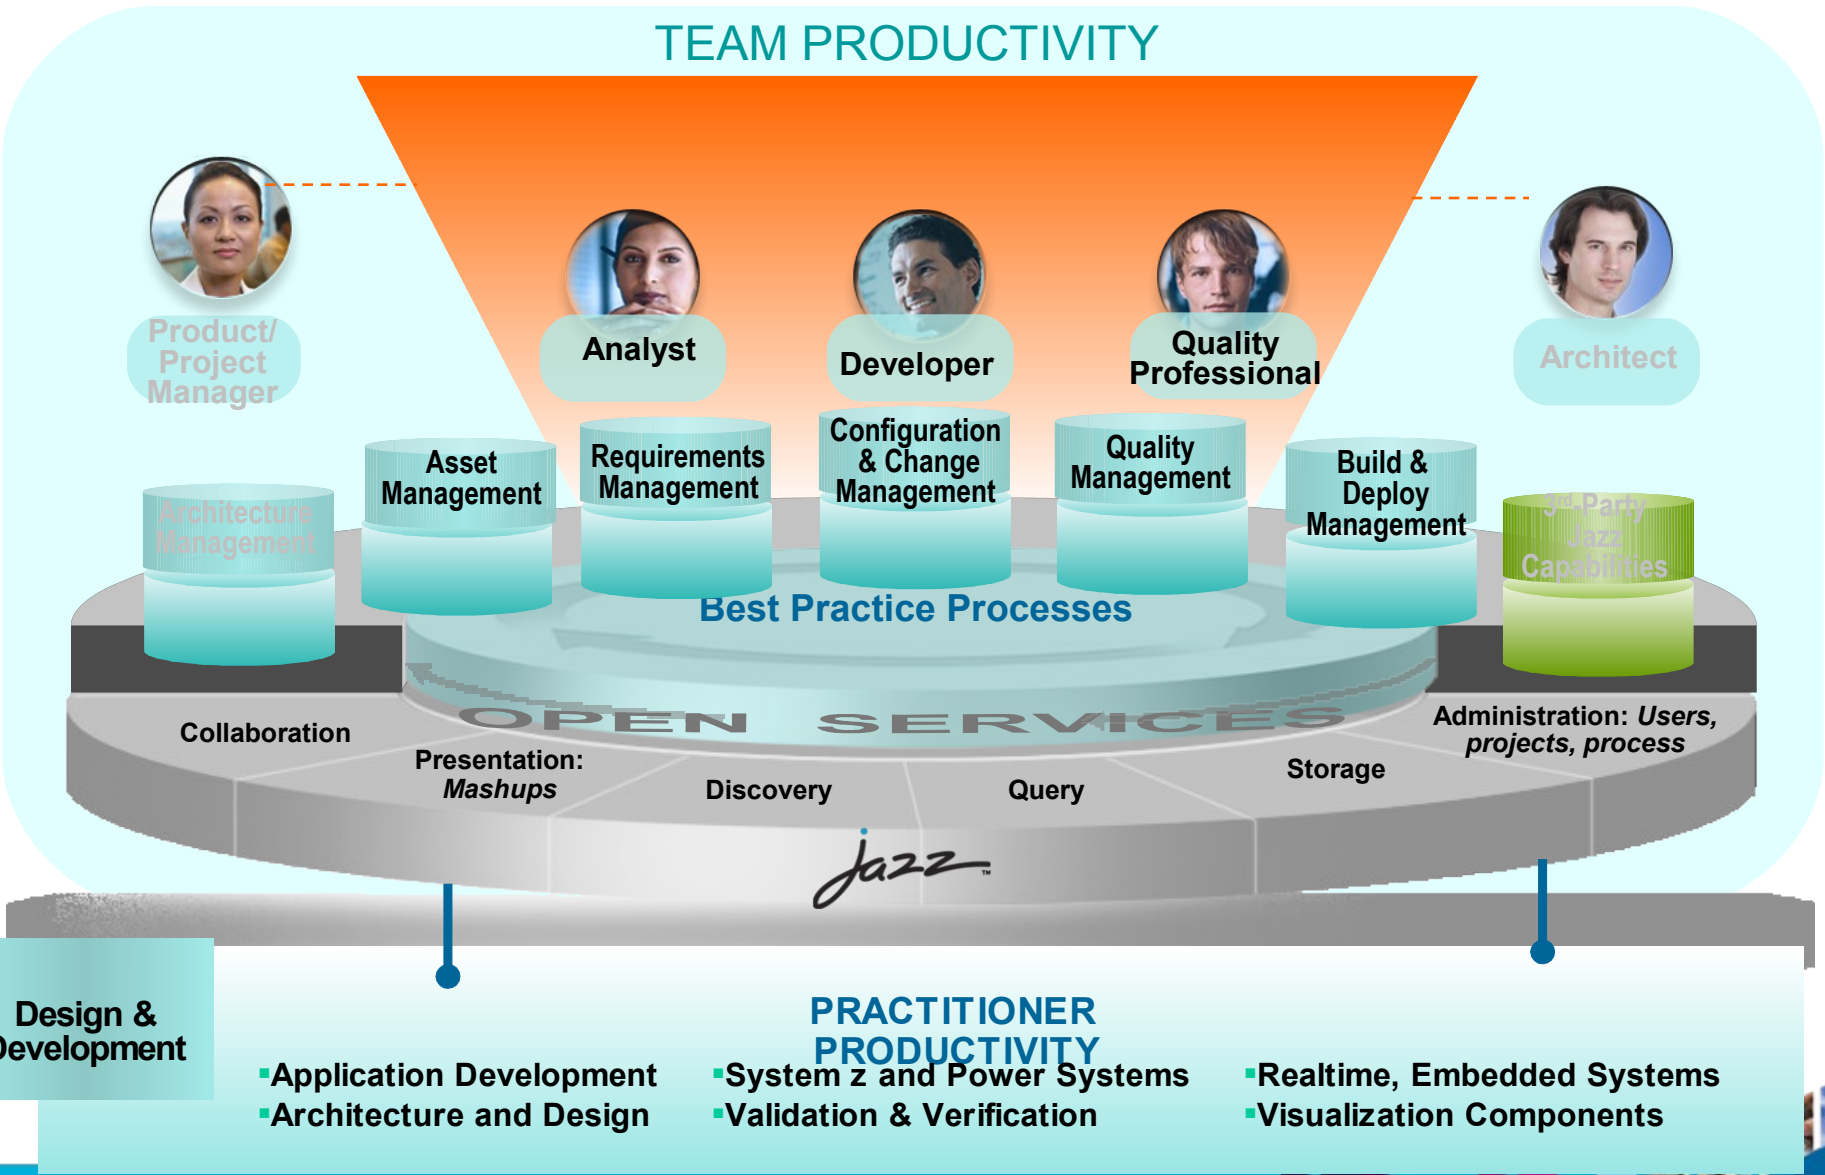 TEAM PRODUCTIVITY
Product/
Project
Manager
Analyst
Developer
Quality
Professional
Architect
Architecture
Management
Asset
Management
Requirements
Management
Configuration
& Change
Management
Quality
Management
Build &
Deploy
Management
3rd-Party
Jazz
Capabilities
Best Practice Processes
OPEN SERVICES
Collaboration
Presentation:
Mashups
Discovery
Query
Storage
Administration: Users,
projects, process
jazz™
Design &
Development
PRACTITIONER
PRODUCTIVITY
▪Application Development
▪Architecture and Design
▪System z and Power Systems
▪Validation & Verification
▪Realtime, Embedded Systems
▪Visualization Components